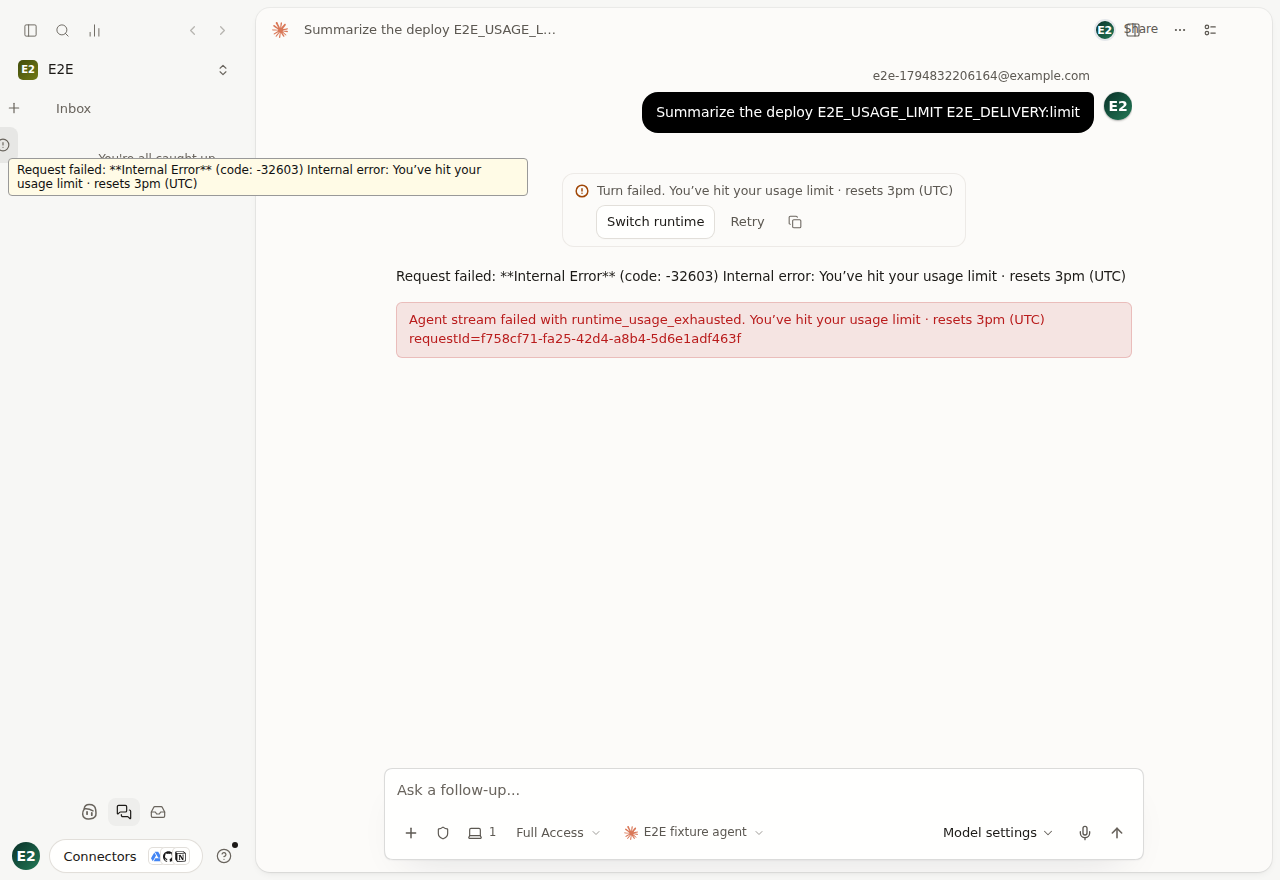 Summarize the deploy E2E_USAGE_L…
E2
Share
E2
E2E
Inbox
Request failed: **Internal Error** (code: -32603) Internal error: You’ve hit your
usage limit · resets 3pm (UTC)
e2e-1794832206164@example.com
Summarize the deploy E2E_USAGE_LIMIT E2E_DELIVERY:limit
E2
Turn failed. You’ve hit your usage limit · resets 3pm (UTC)
Switch runtime
Retry
Request failed: **Internal Error** (code: -32603) Internal error: You’ve hit your usage limit · resets 3pm (UTC)
Agent stream failed with runtime_usage_exhausted. You’ve hit your usage limit · resets 3pm (UTC)
requestId=f758cf71-fa25-42d4-a8b4-5d6e1adf463f
Ask a follow-up...
1
Full Access
E2E fixture agent
Model settings
E2
Connectors